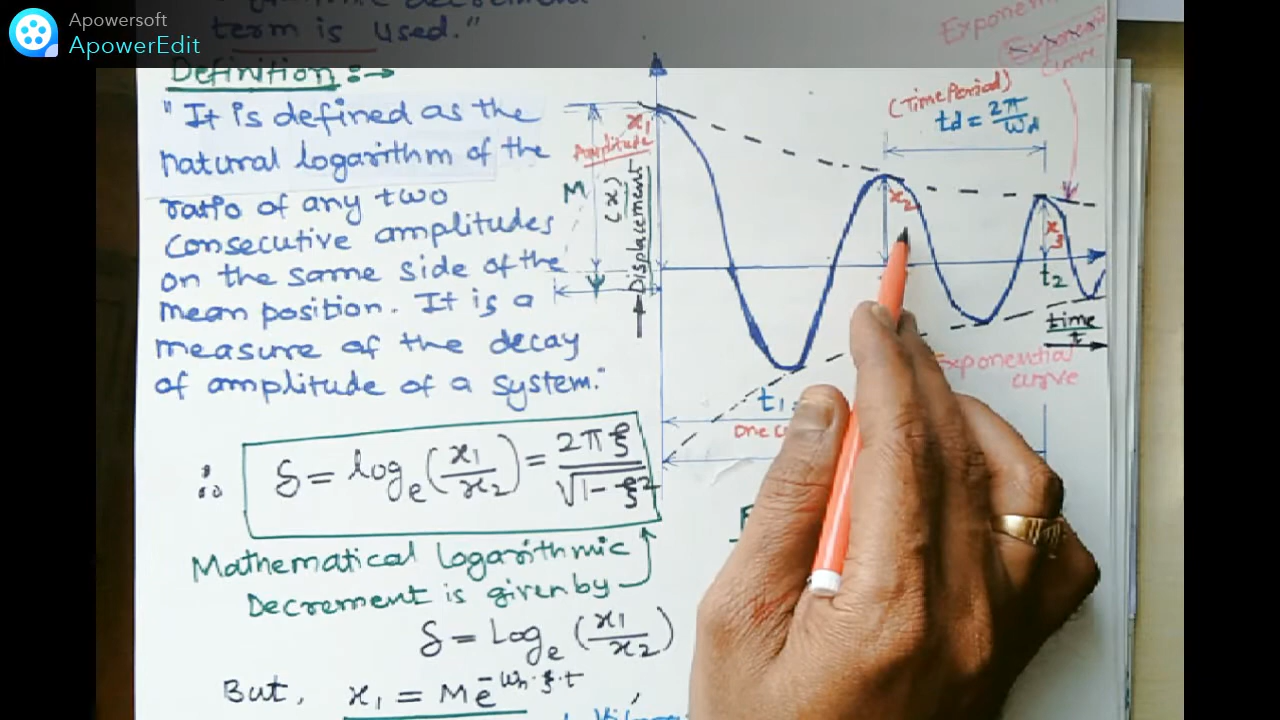 Apowersoft
ApowerEdit
term is used."
Definition :→
"It is defined as the
natural logarithm of the
ratio of any two
consecutive amplitudes
on the same side of the
mean position. It is a
measure of the decay
of amplitude of a system."
∴ δ = log_e (x₁/x₂) = 2πξ/√(1-ξ²)
Mathematical logarithmic
Decrement is given by
δ = Log_e (x₁/x₂)
But, x₁ = Me^(-ωn·ξ·t)
x₁
Amplitude
M
(x)
Displacement
(Time Period)
td = 2π/ωd
Exponential
curve
x₂
x₃
t₂
time
t
Exponential
curve
t₁
One